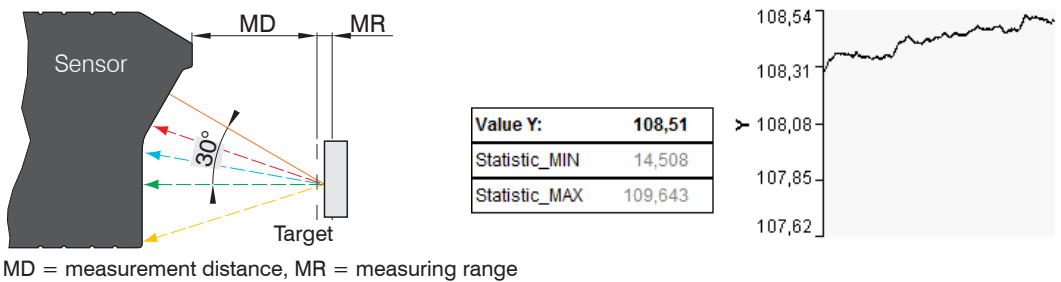 MD
MR
Sensor
30°
Target
MD = measurement distance, MR = measuring range
Value Y: 108,51
Statistic_MIN 14,508
Statistic_MAX 109,643
Y
108,54
108,31
108,08
107,85
107,62